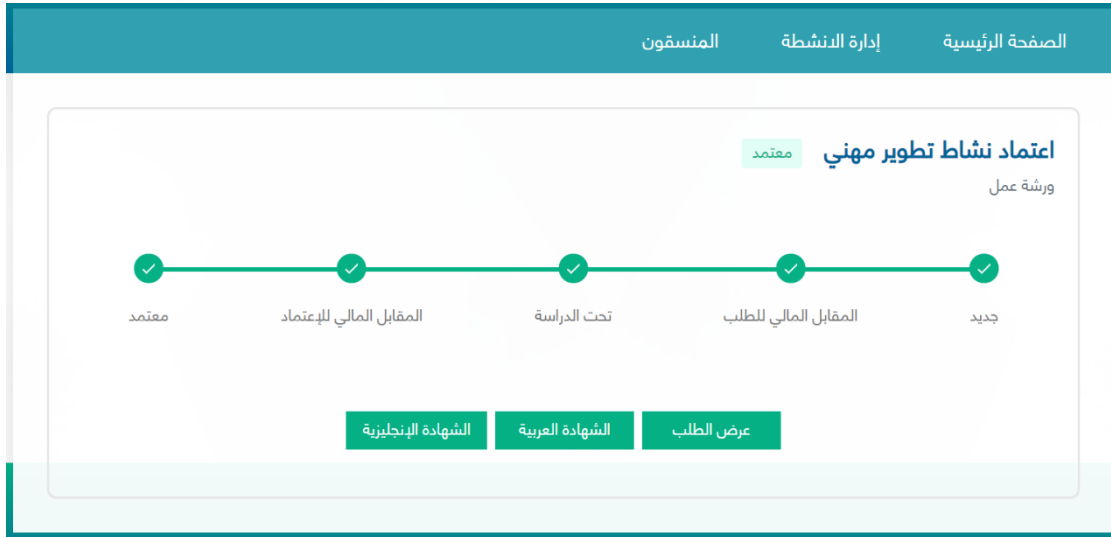 الصفحة الرئيسية إدارة الانشطة المنسقون
اعتماد نشاط تطوير مهني معتمد
ورشة عمل
جديد المقابل المالي للطلب تحت الدراسة المقابل المالي للإعتماد معتمد
عرض الطلب الشهادة العربية الشهادة الإنجليزية